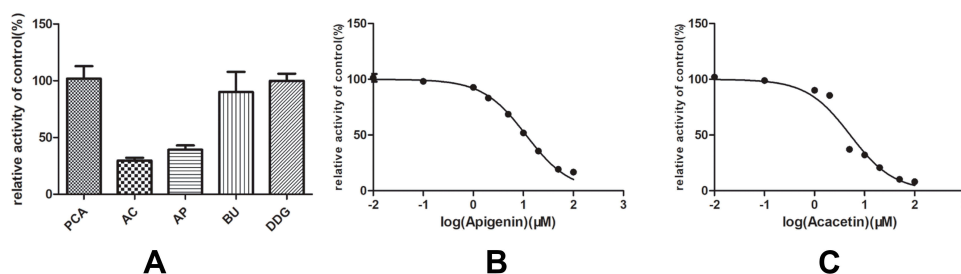 relative activity of control(%)
150
100
50
0
PCA
AC
AP
BU
DDG
A
relative activity of control(%)
150
100
50
0
-2
-1
0
1
2
3
log(Apigenin)(μM)
B
relative activity of control(%)
150
100
50
0
-2
-1
0
1
2
log(Acacetin)(μM)
C